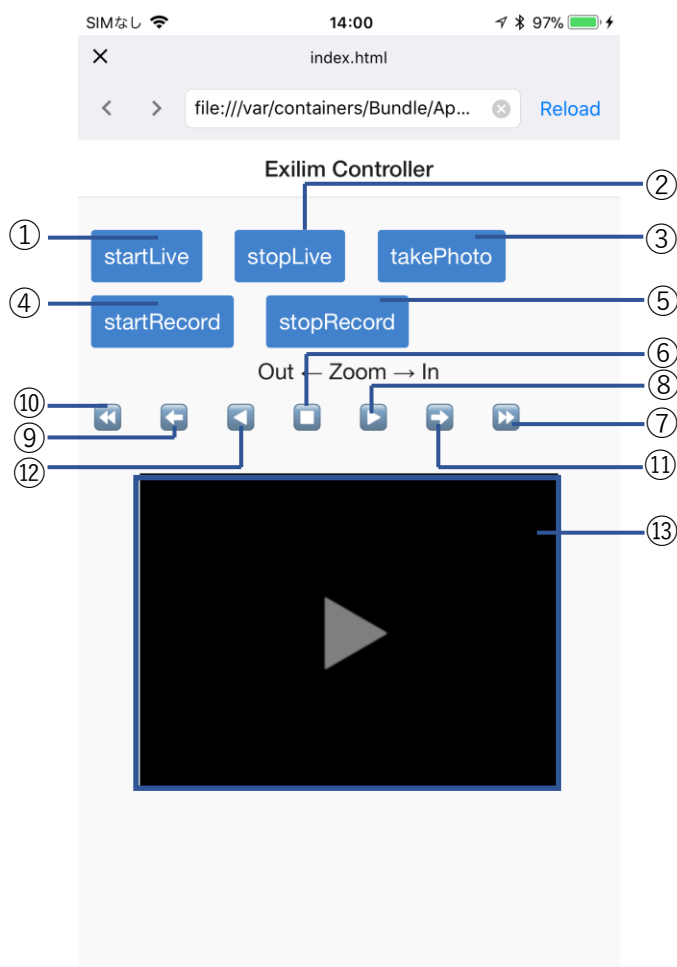 SIMなし 14:00 97%
index.html
file:///var/containers/Bundle/Ap... Reload
Exilim Controller
②
① startLive stopLive takePhoto ③
④ startRecord stopRecord ⑤
Out ← Zoom → In ⑥
⑧
⑩
⑨ ⑦
⑫ ⑪
⑬